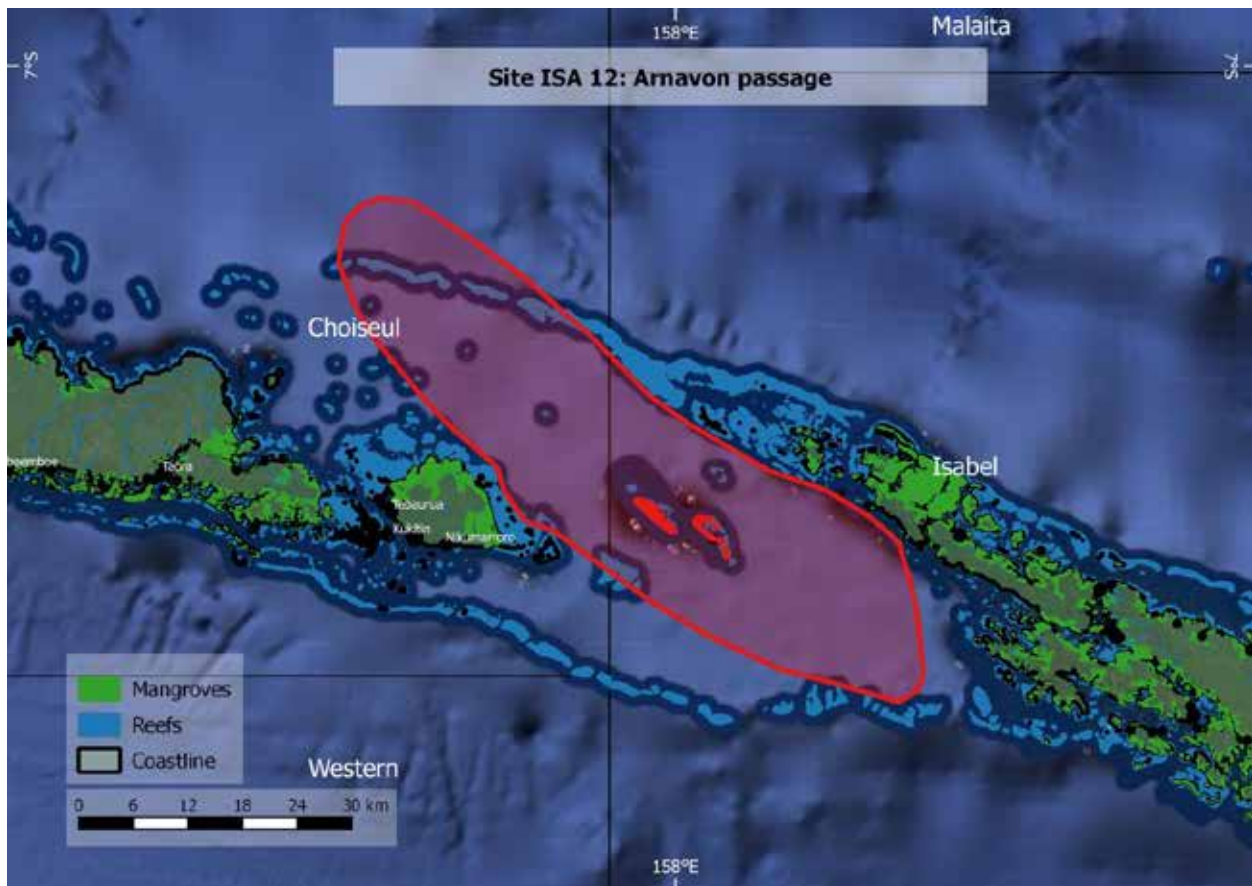 158°E
Malaita
7°S
7°S
Site ISA 12: Arnavon passage
Choiseul
Isabel
Taora
Nikumarroro
Mangroves
Reefs
Coastline
Western
0 6 12 18 24 30 km
158°E